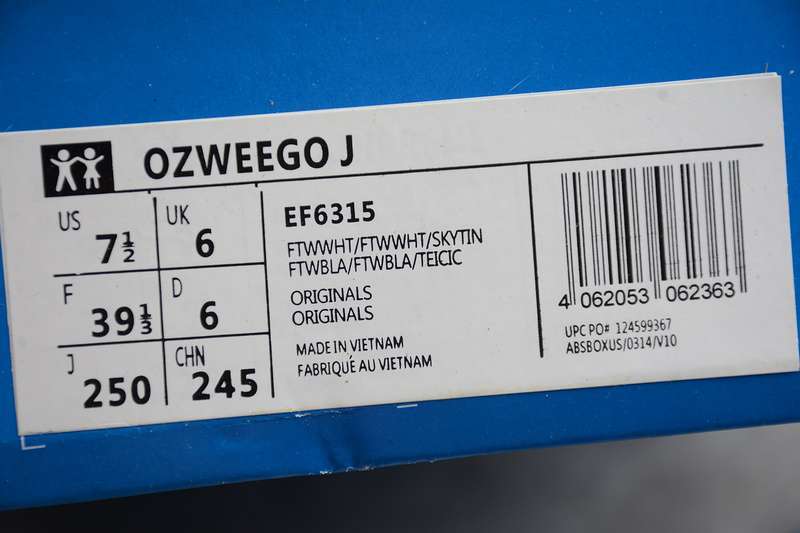 OZWEEGO J
US 7½
UK 6
F 39⅓
D 6
J 250
CHN 245
EF6315
FTWWHT/FTWWHT/SKYTIN
FTWBLA/FTWBLA/TEICIC
ORIGINALS
ORIGINALS
MADE IN VIETNAM
FABRIQUÉ AU VIETNAM
4 062053 062363
UPC PO# 124599367
ABSBOXUS/0314/V10